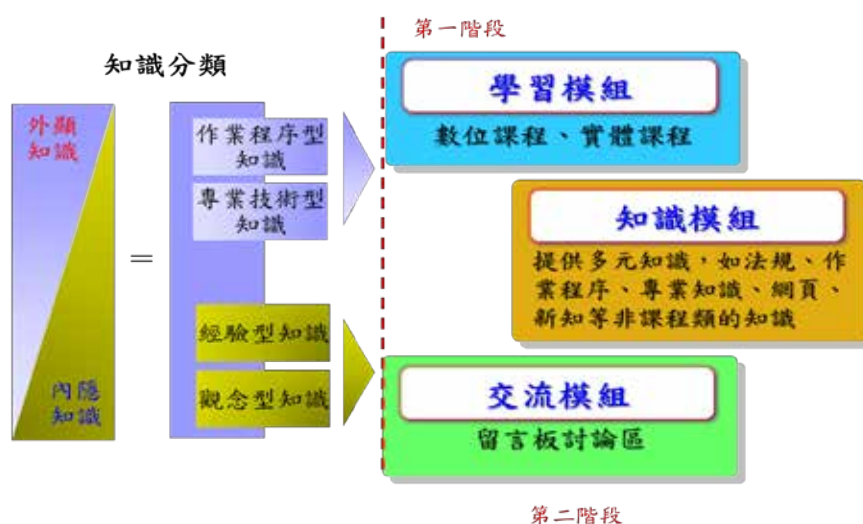 第一階段
知識分類
外顯
知識
內隱
知識
=
作業程序型
知識
專業技術型
知識
經驗型知識
觀念型知識
學習模組
數位課程、實體課程
知識模組
提供多元知識，如法規、作
業程序、專業知識、網頁、
新知等非課程類的知識
交流模組
留言板討論區
第二階段